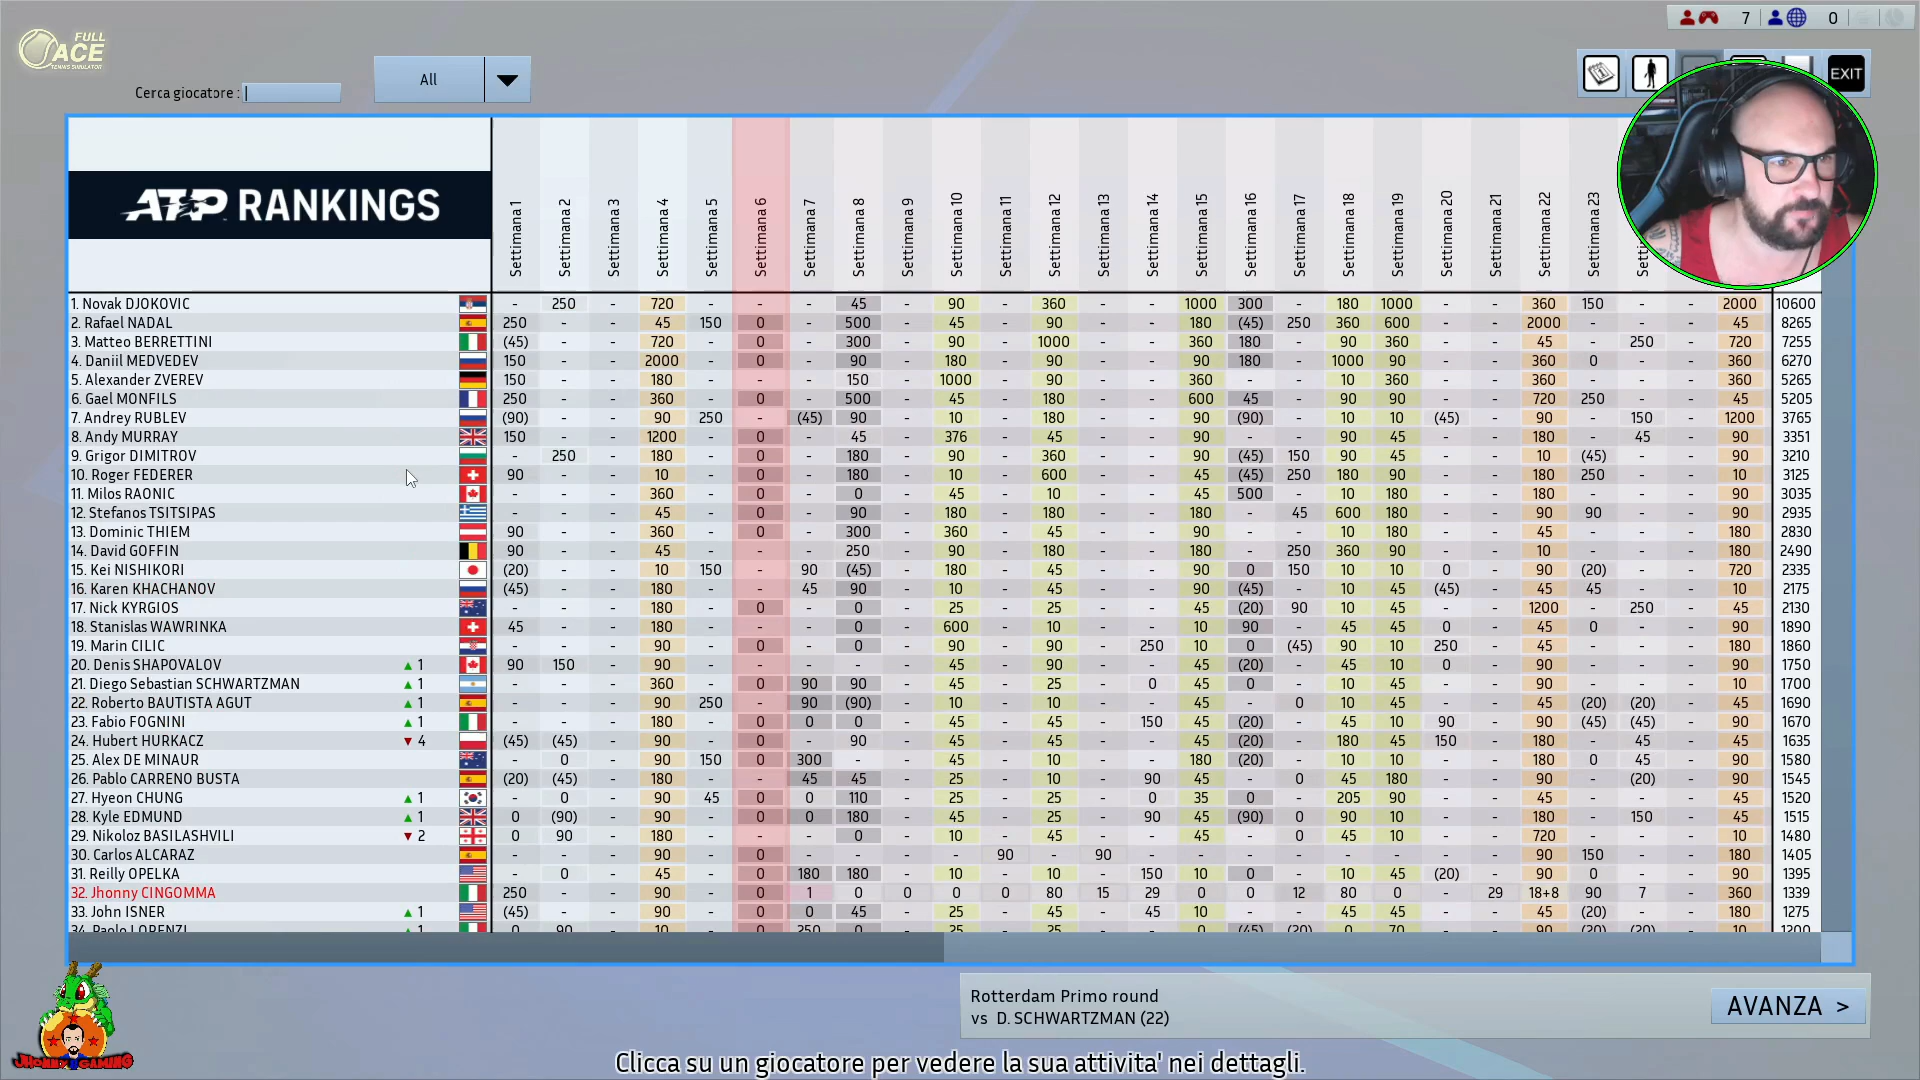 FULL
ACE
TENNIS SIMULATOR
7 0
Cerca giocatore :
All
EXIT
ATP RANKINGS
Settimana 1 Settimana 2 Settimana 3 Settimana 4 Settimana 5 Settimana 6 Settimana 7 Settimana 8 Settimana 9 Settimana 10 Settimana 11 Settimana 12 Settimana 13 Settimana 14 Settimana 15 Settimana 16 Settimana 17 Settimana 18 Settimana 19 Settimana 20 Settimana 21 Settimana 22 Settimana 23
1. Novak DJOKOVIC - 250 - 720 - - - 45 - 90 - 360 - - 1000 300 - 180 1000 - - 360 150 - - 2000 10600
2. Rafael NADAL 250 - - 45 150 0 - 500 - 45 - 90 - - 180 (45) 250 360 600 - - 2000 - - - 45 8265
3. Matteo BERRETTINI (45) - - 720 - 0 - 300 - 90 - 1000 - - 360 180 - 90 360 - - 45 - 250 - 720 7255
4. Daniil MEDVEDEV 150 - - 2000 - 0 - 90 - 180 - 90 - - 90 180 - 1000 90 - - 360 0 - - 360 6270
5. Alexander ZVEREV 150 - - 180 - - - 150 - 1000 - 90 - - 360 - - 10 360 - - 360 - - - 360 5265
6. Gael MONFILS 250 - - 360 - 0 - 500 - 45 - 180 - - 600 45 - 90 90 - - 720 250 - - 45 5205
7. Andrey RUBLEV (90) - - 90 250 - (45) 90 - 10 - 180 - - 90 (90) - 10 10 (45) - 90 - 150 - 1200 3765
8. Andy MURRAY 150 - - 1200 - 0 - 45 - 376 - 45 - - 90 - - 90 45 - - 180 - 45 - 90 3351
9. Grigor DIMITROV - 250 - 180 - 0 - 180 - 90 - 360 - - 90 (45) 150 90 45 - - 10 (45) - - 90 3210
10. Roger FEDERER 90 - - 10 - 0 - 180 - 10 - 600 - - 45 (45) 250 180 90 - - 180 250 - - 10 3125
11. Milos RAONIC - - - 360 - - - 0 - 45 - 10 - - 45 500 - 10 180 - - 180 - - - 90 3035
12. Stefanos TSITSIPAS - - - 45 - 0 - 90 - 180 - 180 - - 180 - 45 600 180 - - 90 90 - - 90 2935
13. Dominic THIEM 90 - - 360 - 0 - 300 - 360 - 45 - - 90 - - 10 180 - - 45 - - - 180 2830
14. David GOFFIN 90 - - 45 - - - 250 - 90 - 180 - - 180 - 250 360 90 - - 10 - - - 180 2490
15. Kei NISHIKORI (20) - - 10 150 - 90 (45) - 180 - 45 - - 90 0 150 10 10 0 - 90 (20) - - 720 2335
16. Karen KHACHANOV (45) - - 180 - - 45 90 - 10 - 10 - - 90 (45) - 10 45 (45) - 45 45 - - 10 2175
17. Nick KYRGIOS - - - 180 - 0 - 0 - 25 - 25 - - 45 (20) 90 10 45 - - 1200 - 250 - 45 2130
18. Stanislas WAWRINKA 45 - - 180 - - - 0 - 600 - 10 - - 10 90 - 45 45 0 - 45 0 - - 90 1890
19. Marin CILIC - - - 90 - 0 - 0 - 90 - 90 - 250 10 0 (45) 90 10 250 - 45 - - - 180 1860
20. Denis SHAPOVALOV 1 90 150 - 90 - - - - - 45 - 90 - - 45 (20) - 45 10 0 - 90 - - - 90 1750
21. Diego Sebastian SCHWARTZMAN 1 - - - 360 - 0 90 90 - 45 - 25 - 0 45 0 - 10 45 - - 90 - - - 10 1700
22. Roberto BAUTISTA AGUT 1 - - - 90 250 - 90 (90) - 10 - 10 - - 45 - 0 10 45 - - 45 (20) (20) - 90 1690
23. Fabio FOGNINI 1 - - - 180 - 0 0 0 - 45 - 45 - 150 45 (20) - 45 10 90 - 90 (45) (45) - 90 1670
24. Hubert HURKACZ 4 (45) (45) - 90 - 0 - 90 - 45 - 45 - - 45 (20) - 180 45 150 - 180 - 45 - 45 1635
25. Alex DE MINAUR - 0 - 90 150 0 300 - - 45 - 45 - - 180 (20) - 10 10 - - 180 0 45 - 45 1580
26. Pablo CARRENO BUSTA (20) (45) - 180 - - 45 45 - 25 - 10 - 90 45 - 0 45 180 - - 90 - (20) - 45 1545
27. Hyeon CHUNG 1 - 0 - 90 45 0 0 110 - 25 - 25 - 0 35 0 - 205 90 - - 45 - - - 45 1520
28. Kyle EDMUND 1 0 (90) - 90 - 0 0 180 - 45 - 25 - 90 45 (90) - 90 10 - - 180 - 150 - 45 1515
29. Nikoloz BASILASHVILI 2 0 90 - 180 - - - 0 - 10 - 45 - - 45 - 0 45 10 - - 720 - - - 10 1480
30. Carlos ALCARAZ - - - 90 - 0 - - - - 90 - 90 - - - - - - - - 90 150 - - 180 1405
31. Reilly OPELKA - 0 - 45 - 0 180 180 - 10 - 10 - 150 10 0 - 10 45 (20) - 90 0 - - 90 1395
32. Jhonny CINGOMMA 250 - - 90 - 0 1 0 0 0 0 80 15 29 0 0 12 80 0 - 29 18+8 90 7 - 360 1339
33. John ISNER 1 (45) - - 90 - 0 0 45 - 25 - 45 - 45 10 - - 45 45 - - 45 (20) - - 180 1275
34. Paolo LORENZI 1 0 90 - 10 - 0 250 0 - 25 - 25 - - 0 (45) (20) 0 70 - - 90 (20) (20) - 10 1200
Rotterdam Primo round
vs D. SCHWARTZMAN (22)
AVANZA >
JHONNY GAMING
Clicca su un giocatore per vedere la sua attivita' nei dettagli.